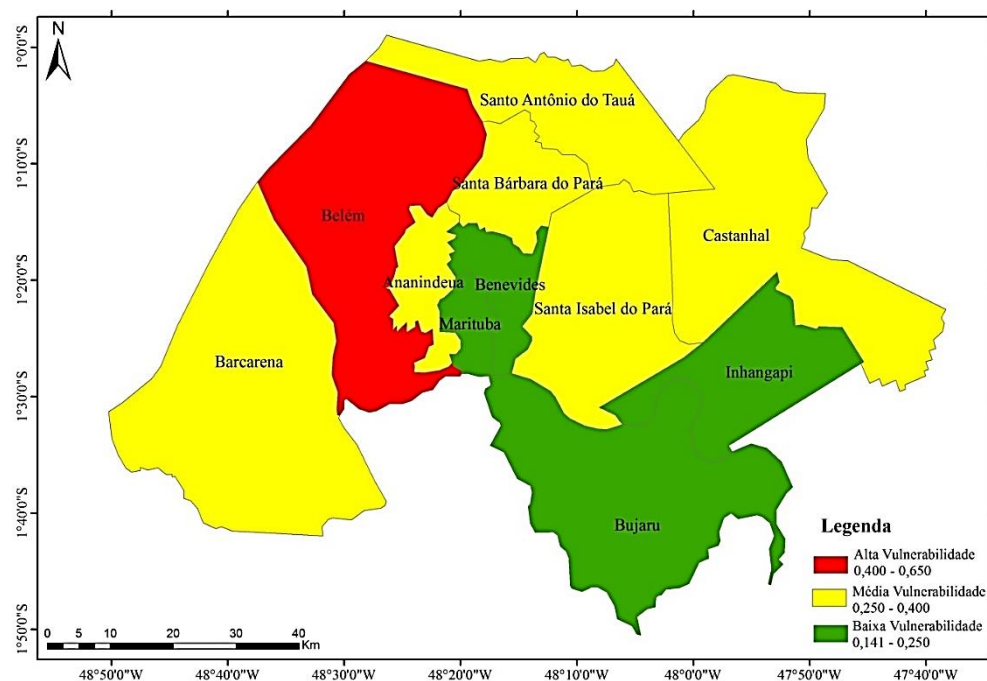 N
1°0'0"S
1°10'0"S
1°20'0"S
1°30'0"S
1°40'0"S
1°50'0"S
Santo Antônio do Tauá
Santa Bárbara do Pará
Belém
Castanhal
Ananindeua
Benevides
Santa Isabel do Pará
Marituba
Barcarena
Inhangapi
Bujaru
Legenda
Alta Vulnerabilidade
0,400 - 0,650
Média Vulnerabilidade
0,250 - 0,400
Baixa Vulnerabilidade
0,141 - 0,250
0 5 10 20 30 40
Km
48°50'0"W 48°40'0"W 48°30'0"W 48°20'0"W 48°10'0"W 48°0'0"W 47°50'0"W 47°40'0"W